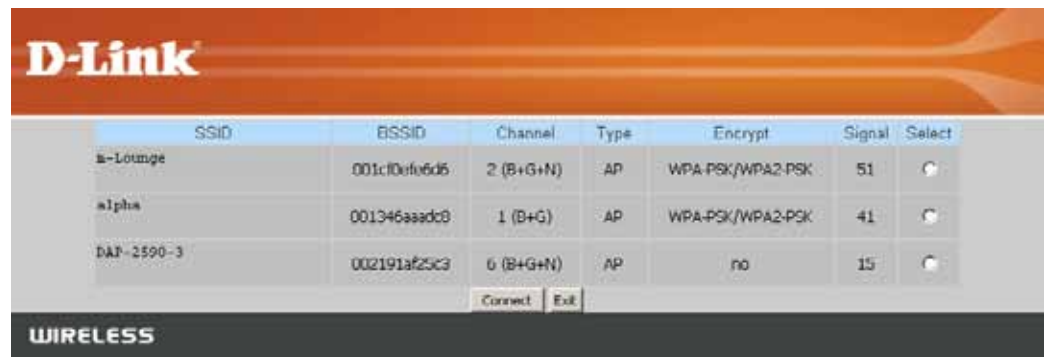 D-Link
SSID BSSID Channel Type Encrypt Signal Select
m-Lounge 2 (B+G+N) AP WPA-PSK/WPA2-PSK 51
alpha 001346aaadc8 1 (B+G) AP WPA-PSK/WPA2-PSK 41
DAP-2590-3 002191af25c3 6 (B+G+N) AP no 15
Connect Exit
WIRELESS